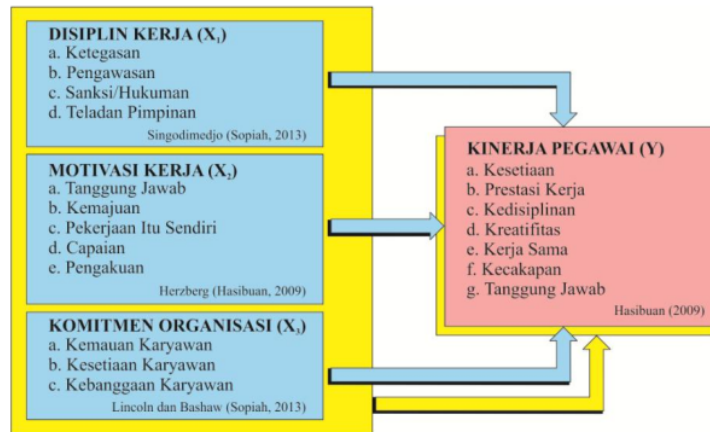 DISIPLIN KERJA (X₁)
a. Ketegasan
b. Pengawasan
c. Sanksi/Hukuman
d. Teladan Pimpinan
Singodimedjo (Sopiah, 2013)
MOTIVASI KERJA (X₂)
a. Tanggung Jawab
b. Kemajuan
c. Pekerjaan Itu Sendiri
d. Capaian
e. Pengakuan
Herzberg (Hasibuan, 2009)
KOMITMEN ORGANISASI (X₃)
a. Kemauan Karyawan
b. Kesetiaan Karyawan
c. Kebanggaan Karyawan
Lincoln dan Bashaw (Sopiah, 2013)
KINERJA PEGAWAI (Y)
a. Kesetiaan
b. Prestasi Kerja
c. Kedisiplinan
d. Kreatifitas
e. Kerja Sama
f. Kecakapan
g. Tanggung Jawab
Hasibuan (2009)